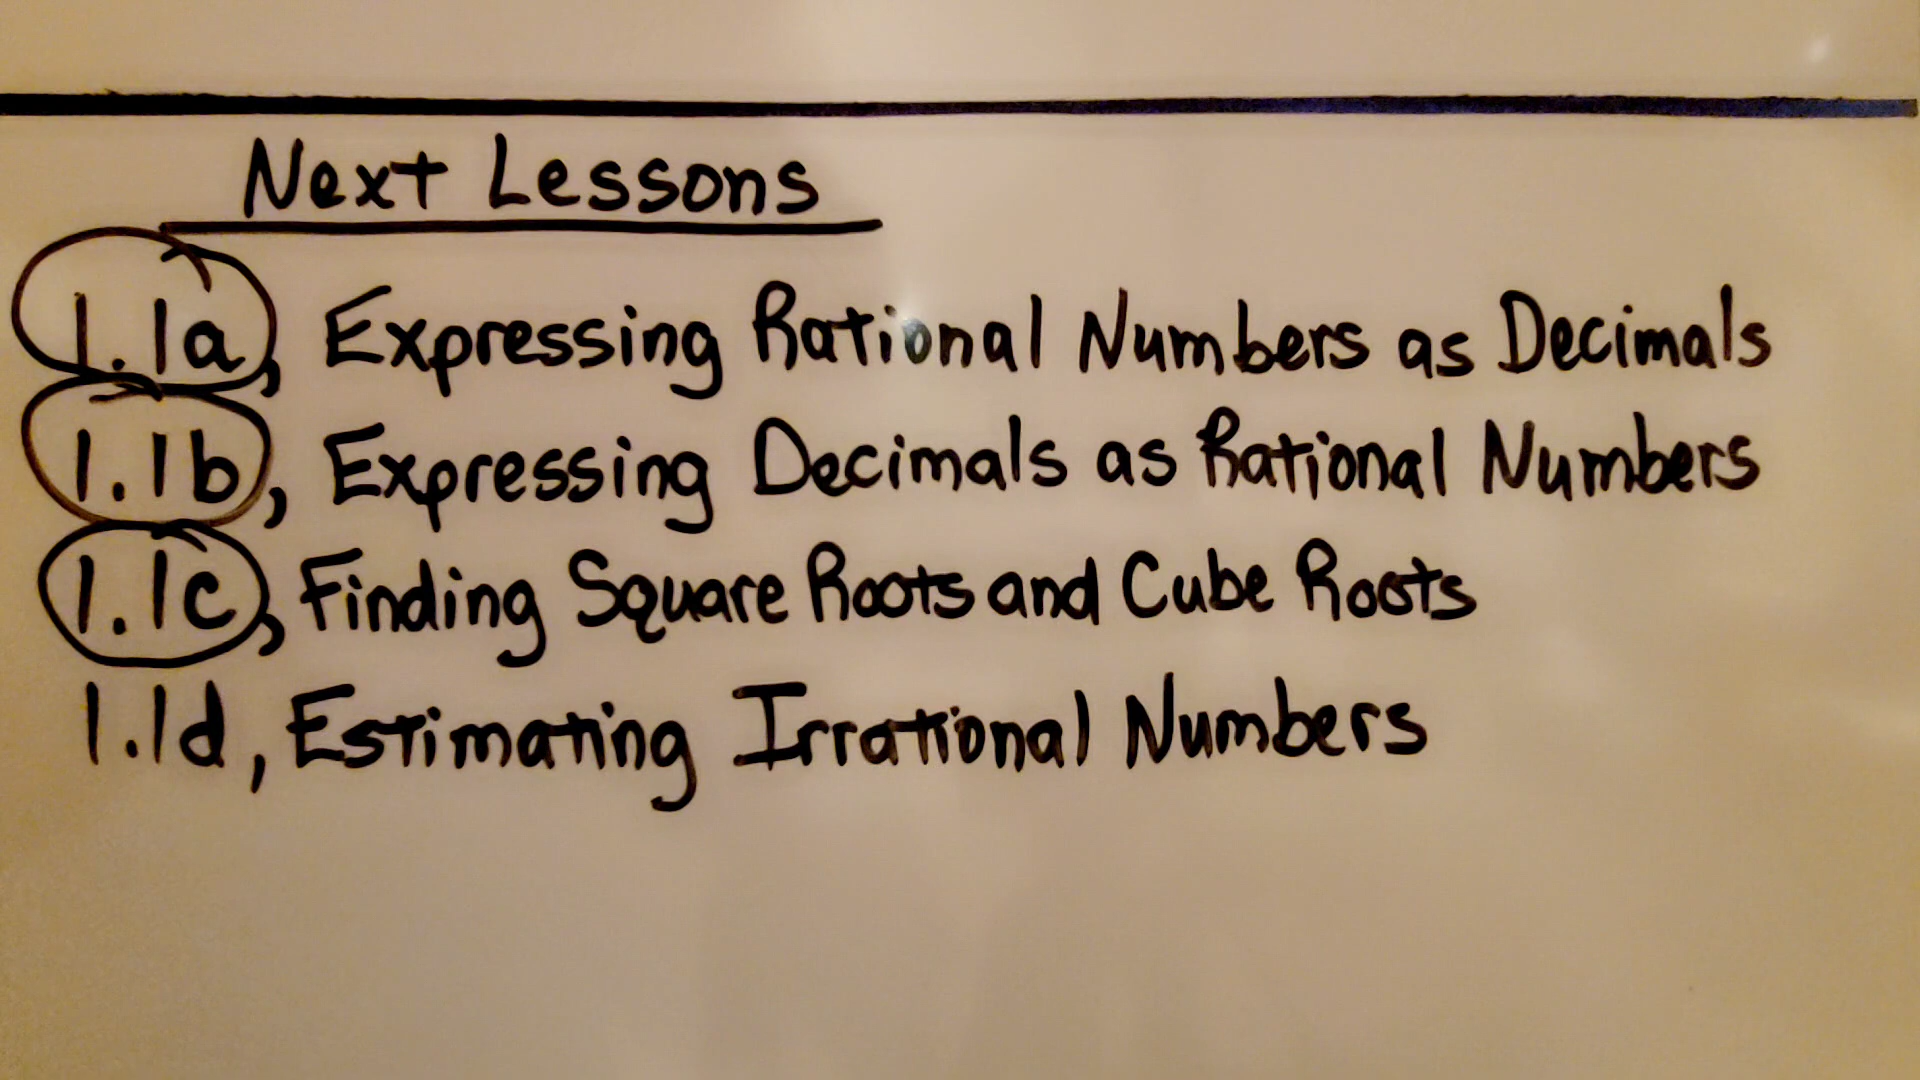 Next Lessons
1.1a, Expressing Rational Numbers as Decimals
1.1b, Expressing Decimals as Rational Numbers
1.1c, Finding Square Roots and Cube Roots
1.1d, Estimating Irrational Numbers